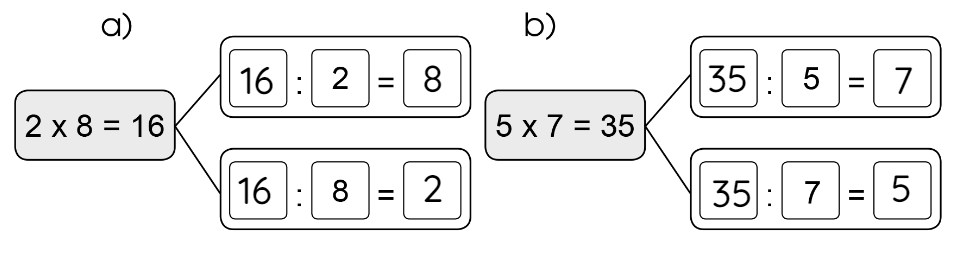 a)
2 x 8 = 16
16 : 2 = 8
16 : 8 = 2
b)
5 x 7 = 35
35 : 5 = 7
35 : 7 = 5